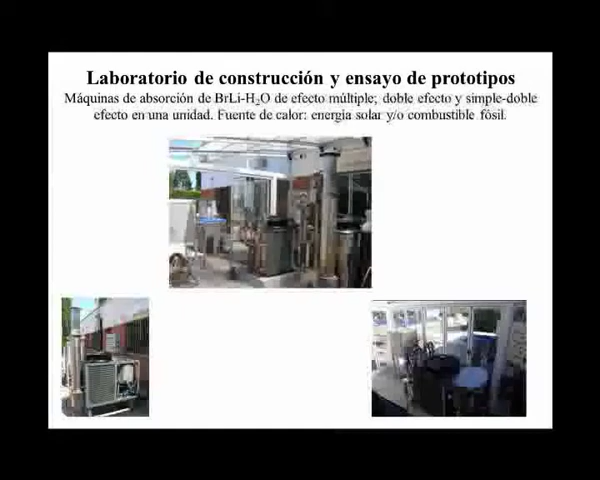 Laboratorio de construcción y ensayo de prototipos
Máquinas de absorción de BrLi-H₂O de efecto múltiple; doble efecto y simple-doble
efecto en una unidad. Fuente de calor: energía solar y/o combustible fósil.